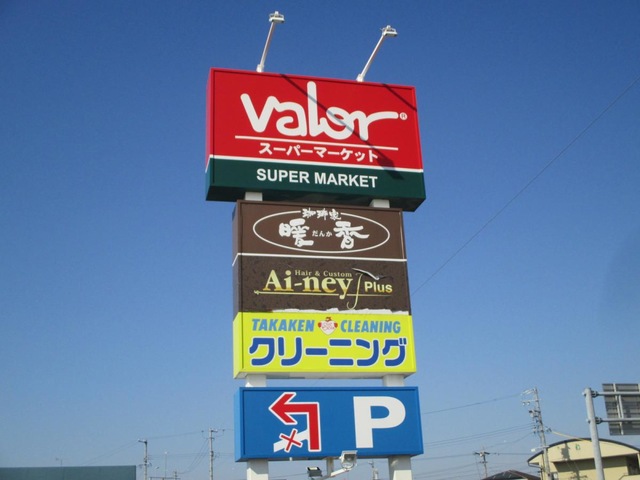 valor®
スーパーマーケット
SUPER MARKET
珈琲家
暖香
だんか
Hair & Custom
Ai-ney Plus
TAKAKEN CLEANING
クリーニング
P